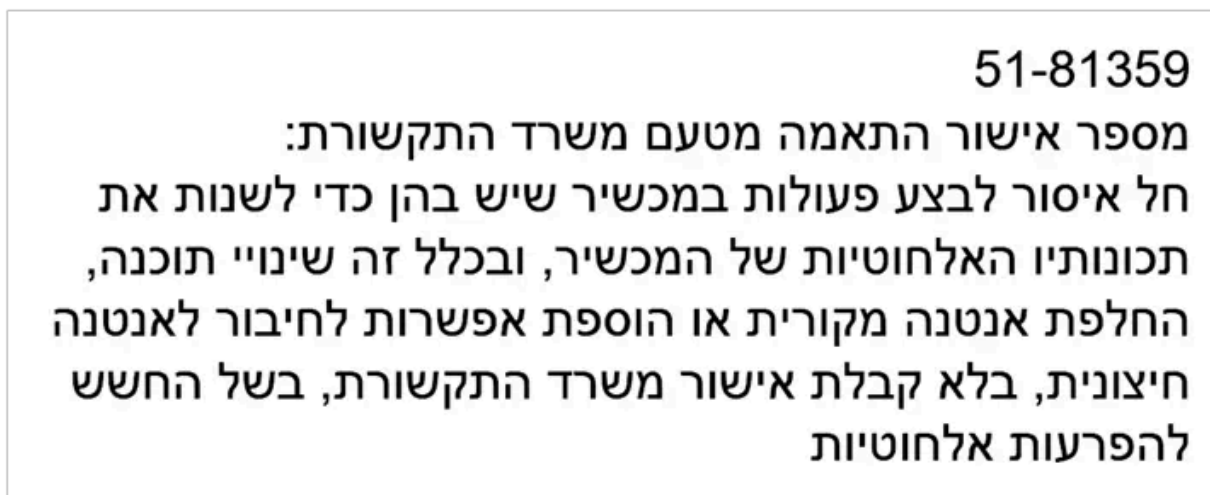 51-81359
מספר אישור התאמה מטעם משרד התקשורת:
חל איסור לבצע פעולות במכשיר שיש בהן כדי לשנות את
תכונותיו האלחוטיות של המכשיר, ובכלל זה שינויי תוכנה,
החלפת אנטנה מקורית או הוספת אפשרות לחיבור לאנטנה
חיצונית, בלא קבלת אישור משרד התקשורת, בשל החשש
להפרעות אלחוטיות